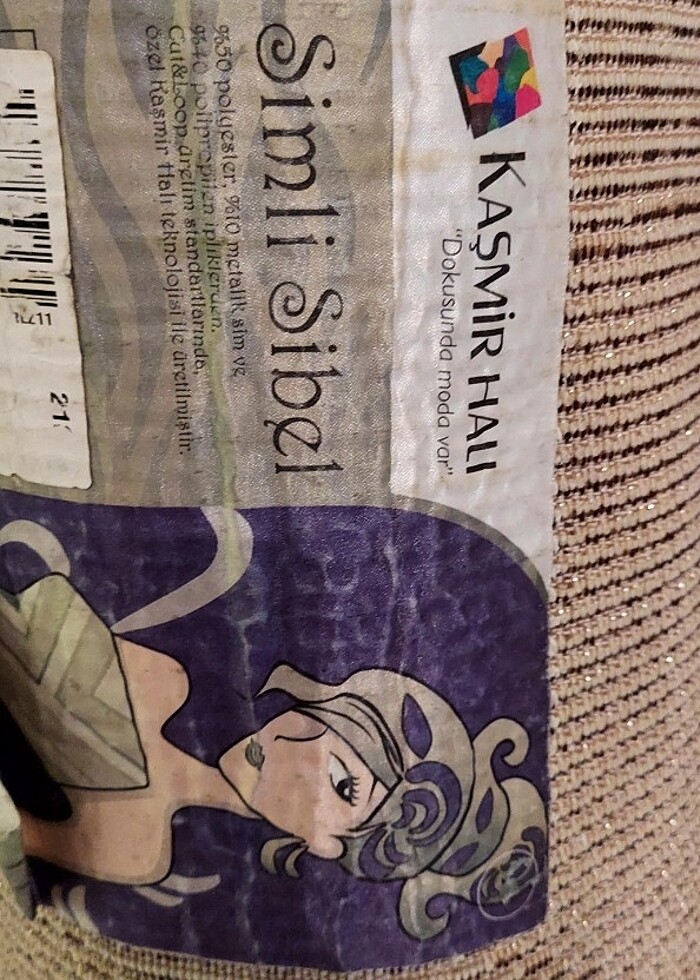 KAŞMİR HALI
"Dokusunda moda var"
Simli Sibel
%50 polyester, %10 metalik sim ve
%40 polipropilen ipliklerden,
Cut&Loop üretim standartlarında,
özel Kaşmir Halı teknolojisi ile üretilmiştir.